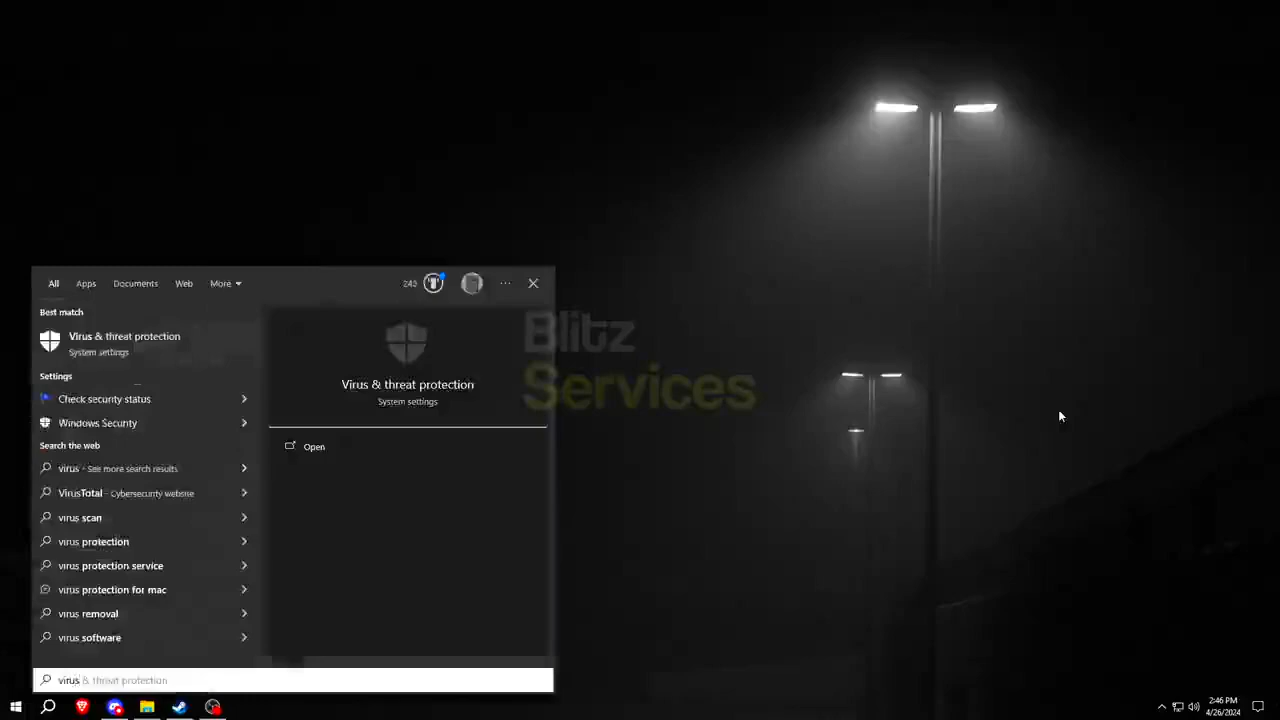 All Apps Documents Web More 243
Best match
Virus & threat protection
System settings
Settings
Check security status
Windows Security
Search the web
virus - See more search results
VirusTotal - Cybersecurity website
virus scan
virus protection
virus protection service
virus protection for mac
virus removal
virus software
virus & threat protection
Virus & threat protection
System settings
Open
Blitz
Services
2:46 PM
4/26/2024